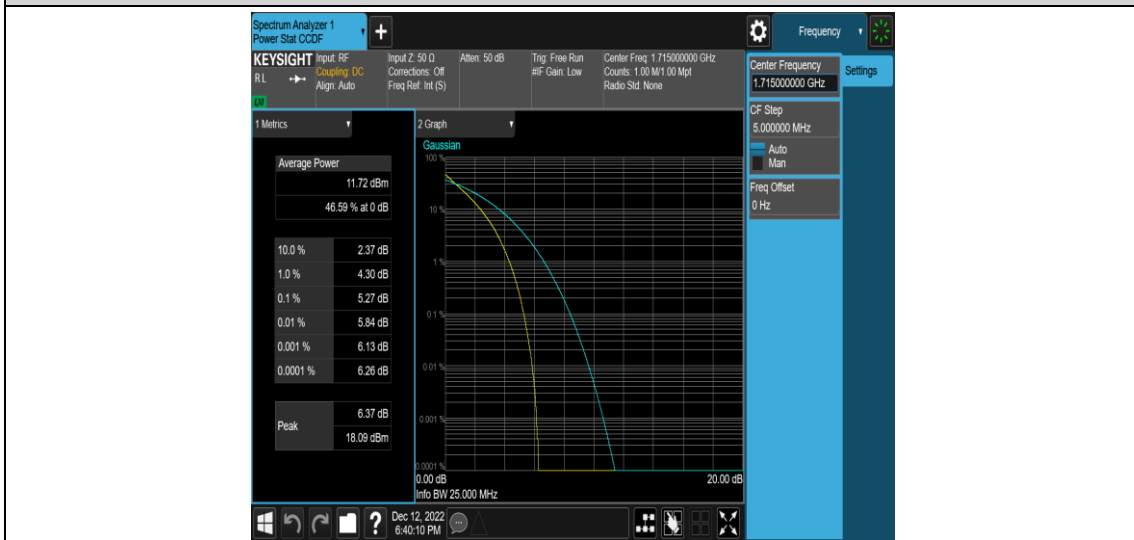 Spectrum Analyzer 1
Power Stat CCDF
+
Frequency
KEYSIGHT
RL
LXI
Input: RF
Coupling: DC
Align: Auto
Input Z: 50 Ω
Corrections: Off
Freq Ref: Int (S)
Atten: 50 dB
Trig: Free Run
#IF Gain: Low
Center Freq: 1.715000000 GHz
Counts: 1.00 M/1.00 Mpt
Radio Std: None
Center Frequency
1.715000000 GHz
Settings
CF Step
5.000000 MHz
Auto
Man
Freq Offset
0 Hz
1 Metrics
Average Power
11.72 dBm
46.59 % at 0 dB
10.0 % 2.37 dB
1.0 % 4.30 dB
0.1 % 5.27 dB
0.01 % 5.84 dB
0.001 % 6.13 dB
0.0001 % 6.26 dB
Peak
6.37 dB
18.09 dBm
2 Graph
Gaussian
100 %
10 %
1 %
0.1 %
0.01 %
0.001 %
0.0001 %
0.00 dB 20.00 dB
Info BW 25.000 MHz
?
Dec 12, 2022
6:40:10 PM